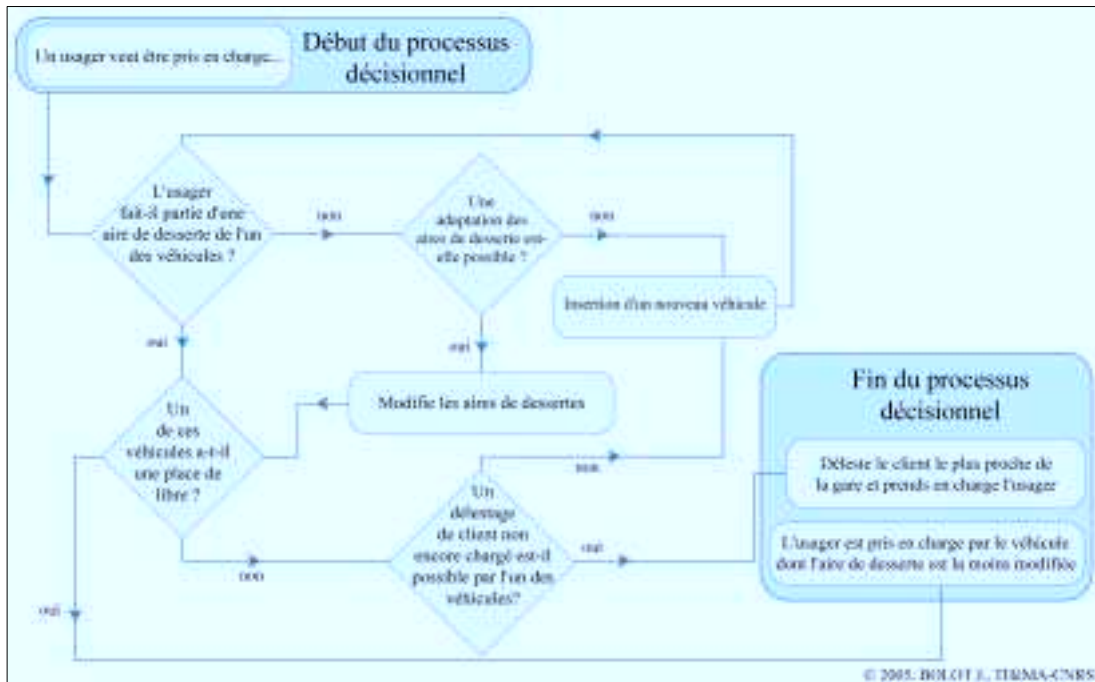 Un usager veut être pris en charge...
Début du processus
décisionnel
L'usager
fait-il partie d'une
aire de desserte de l'un
des véhicules ?
non
Une
adaptation des
aires de desserte est-
elle possible ?
non
Insertion d'un nouveau véhicule
oui
oui
Modifie les aires de dessertes
Un
de ces
véhicules a-t-il
une place de
libre ?
non
Un
délestage
de client non
encore chargé est-il
possible par l'un des
véhicules?
non
oui
oui
Fin du processus
décisionnel
Déleste le client le plus proche de
la gare et prends en charge l'usager
L'usager est pris en charge par le véhicule
dont l'aire de desserte est la moins modifiée
© 2005, BOLOT J., THEMA-CNRS